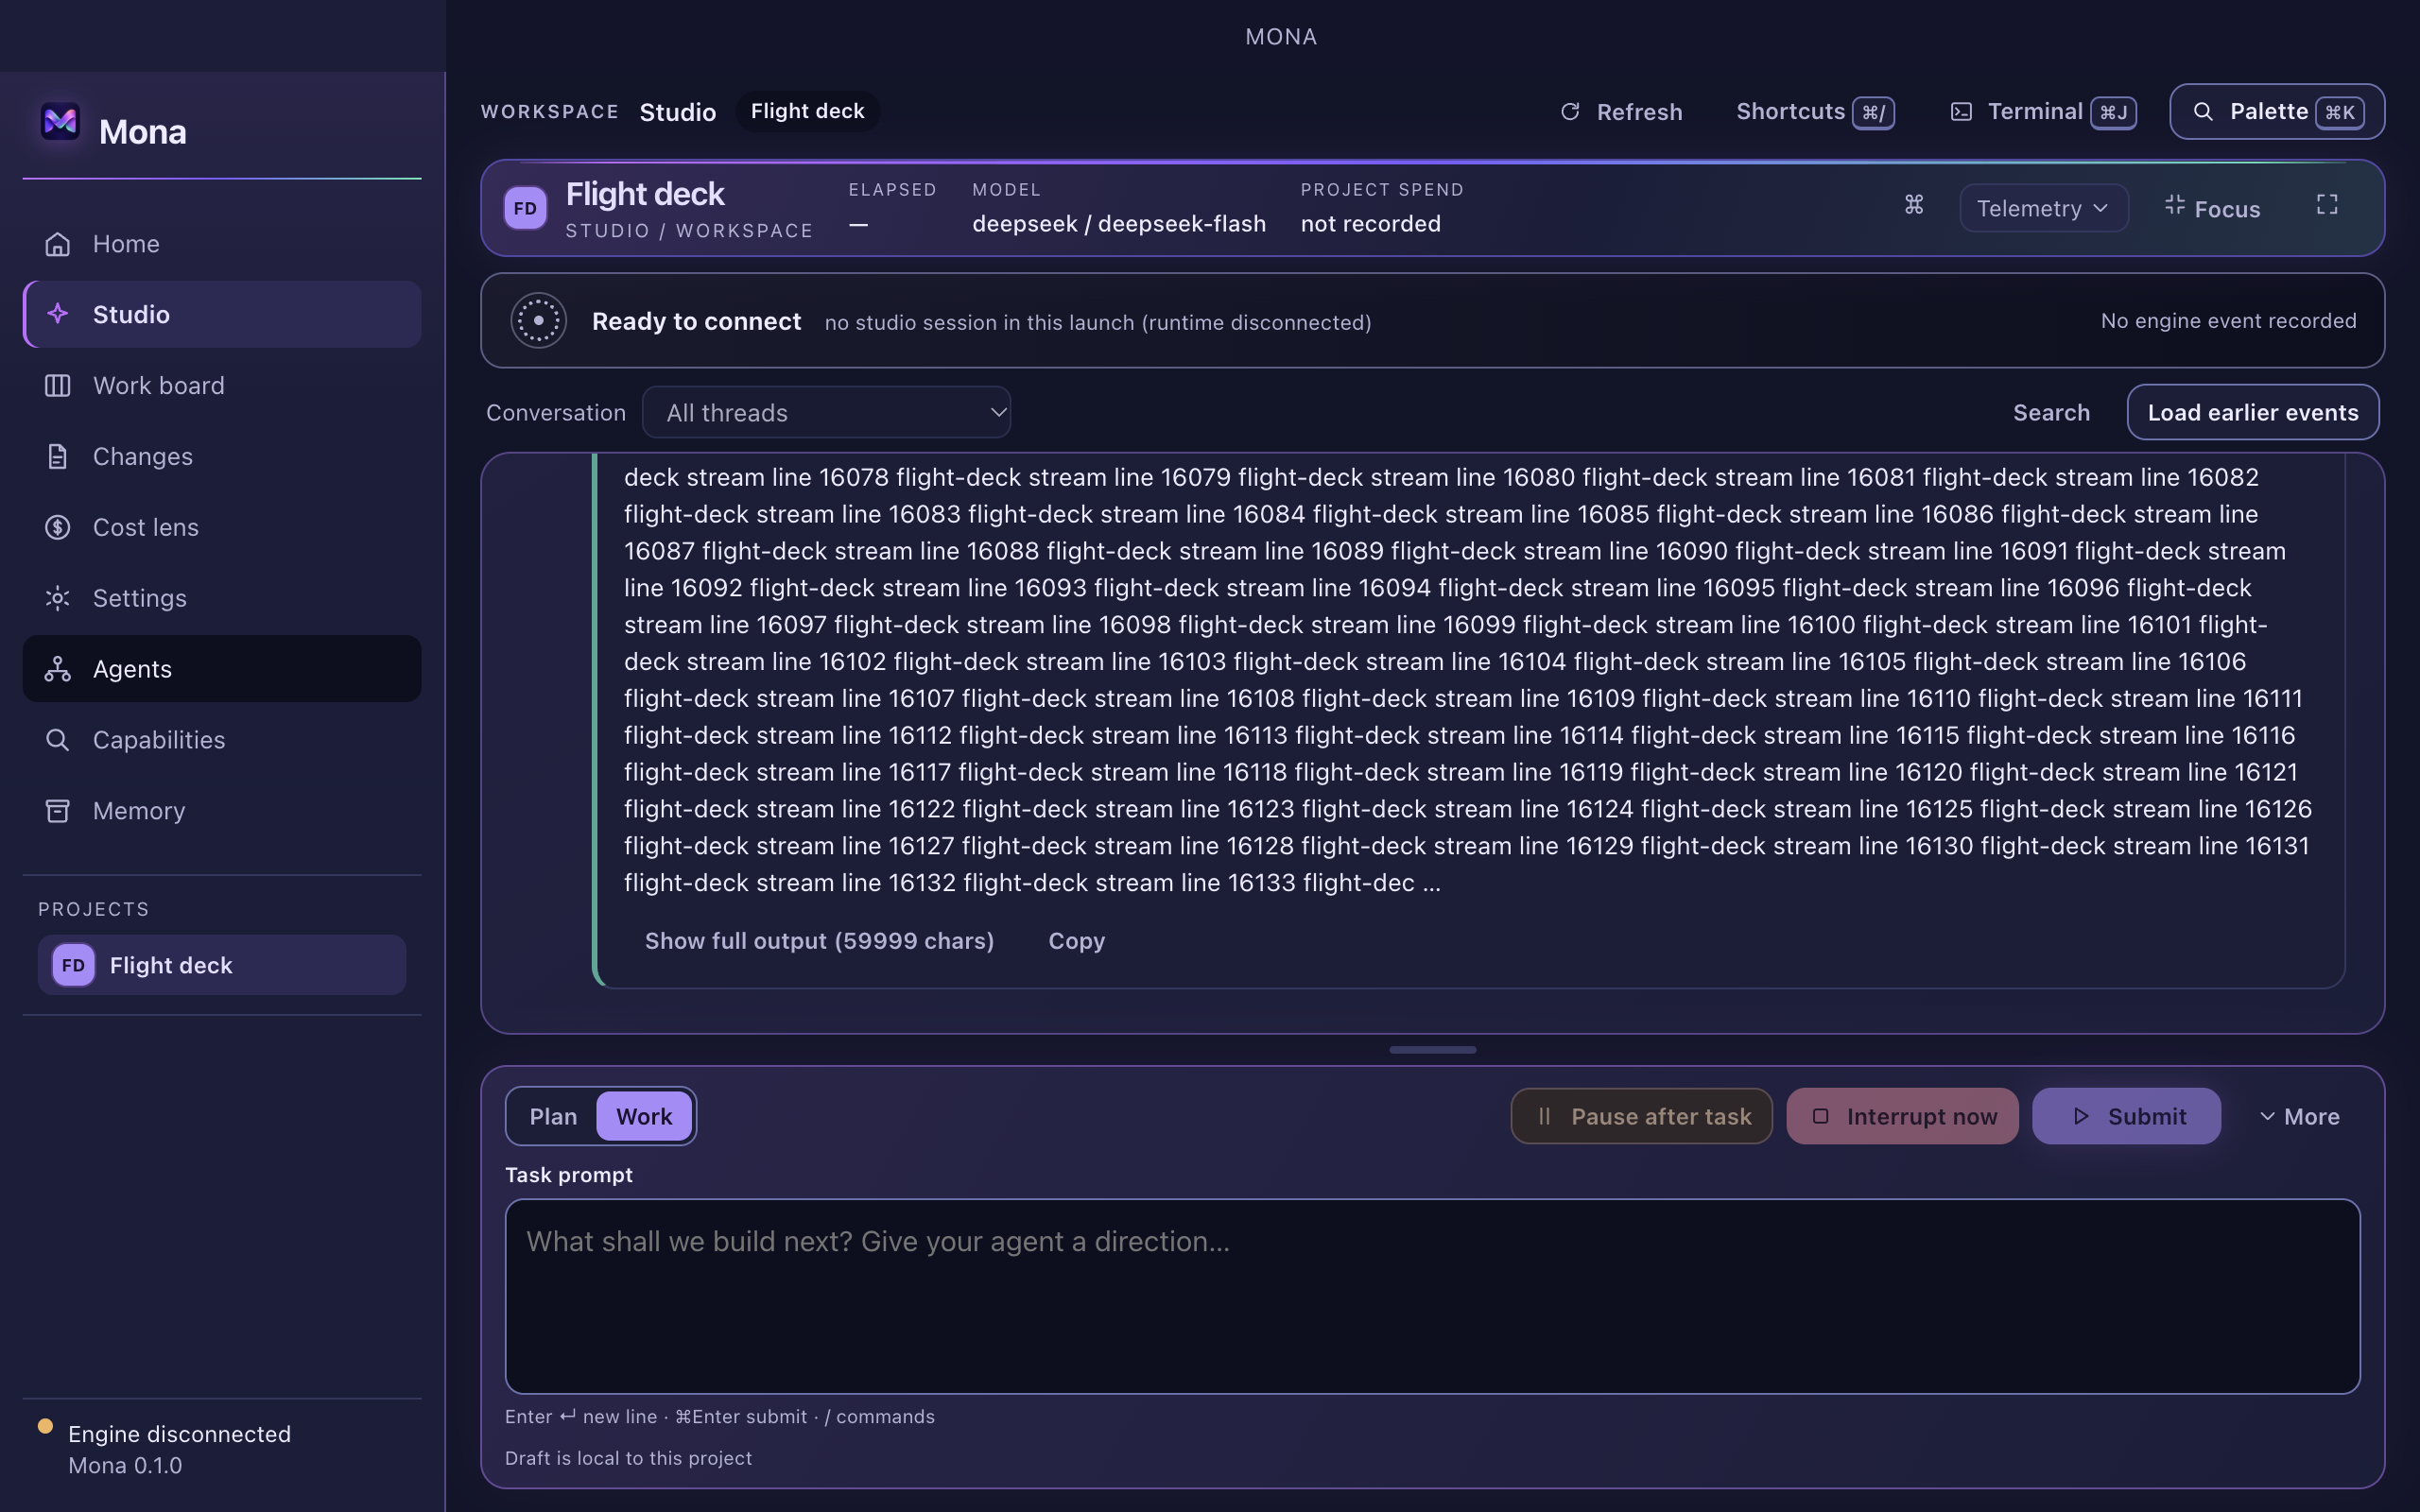 MONA
Mona
Home
Studio
Work board
Changes
Cost lens
Settings
Agents
Capabilities
Memory
PROJECTS
FD Flight deck
Engine disconnected
Mona 0.1.0
WORKSPACE Studio Flight deck Refresh Shortcuts ⌘/ Terminal ⌘J Palette ⌘K
FD Flight deck
STUDIO / WORKSPACE
ELAPSED
—
MODEL
deepseek / deepseek-flash
PROJECT SPEND
not recorded
⌘ Telemetry Focus
Ready to connect no studio session in this launch (runtime disconnected) No engine event recorded
Conversation All threads Search Load earlier events
deck stream line 16078 flight-deck stream line 16079 flight-deck stream line 16080 flight-deck stream line 16081 flight-deck stream line 16082
flight-deck stream line 16083 flight-deck stream line 16084 flight-deck stream line 16085 flight-deck stream line 16086 flight-deck stream line
16087 flight-deck stream line 16088 flight-deck stream line 16089 flight-deck stream line 16090 flight-deck stream line 16091 flight-deck stream
line 16092 flight-deck stream line 16093 flight-deck stream line 16094 flight-deck stream line 16095 flight-deck stream line 16096 flight-deck
stream line 16097 flight-deck stream line 16098 flight-deck stream line 16099 flight-deck stream line 16100 flight-deck stream line 16101 flight-
deck stream line 16102 flight-deck stream line 16103 flight-deck stream line 16104 flight-deck stream line 16105 flight-deck stream line 16106
flight-deck stream line 16107 flight-deck stream line 16108 flight-deck stream line 16109 flight-deck stream line 16110 flight-deck stream line 16111
flight-deck stream line 16112 flight-deck stream line 16113 flight-deck stream line 16114 flight-deck stream line 16115 flight-deck stream line 16116
flight-deck stream line 16117 flight-deck stream line 16118 flight-deck stream line 16119 flight-deck stream line 16120 flight-deck stream line 16121
flight-deck stream line 16122 flight-deck stream line 16123 flight-deck stream line 16124 flight-deck stream line 16125 flight-deck stream line 16126
flight-deck stream line 16127 flight-deck stream line 16128 flight-deck stream line 16129 flight-deck stream line 16130 flight-deck stream line 16131
flight-deck stream line 16132 flight-deck stream line 16133 flight-dec ...
Show full output (59999 chars) Copy
Plan Work Pause after task Interrupt now Submit More
Task prompt
What shall we build next? Give your agent a direction...
Enter ↵ new line · ⌘Enter submit · / commands
Draft is local to this project